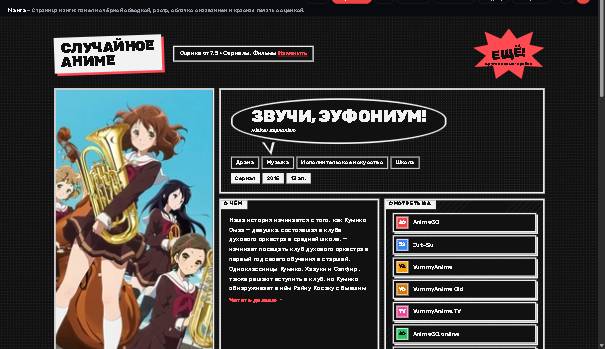 СЛУЧАЙНОЕ
АНИМЕ
Оценка от 7.5 • Сериалы, Фильмы Изменить
ЕЩЁ!
ЗВУЧИ, ЭУФОНИУМ!
Драма
Музыка
Исполнительское искусство
Школа
Сериал
2015
13 эп.
О ЧЁМ
Наша история начинается с того, как Кумико
Омаэ — девушка, состоявшая в клубе
духового оркестра в средней школе, —
начинает посещать клуб духового оркестра в
первый год своего обучения в старшей.
Одноклассницы Кумико, Хадзуки и Сапфир,
также решают вступить в клуб, но Кумико
обнаруживает в нём Рэйну Косаку, с бывшей
Читать дальше
СМОТРЕТЬ НА
AnimeGO
Jut-Su
YummyAnime
YummyAnime Old
YummyAnime.TV
AnimeGO.online